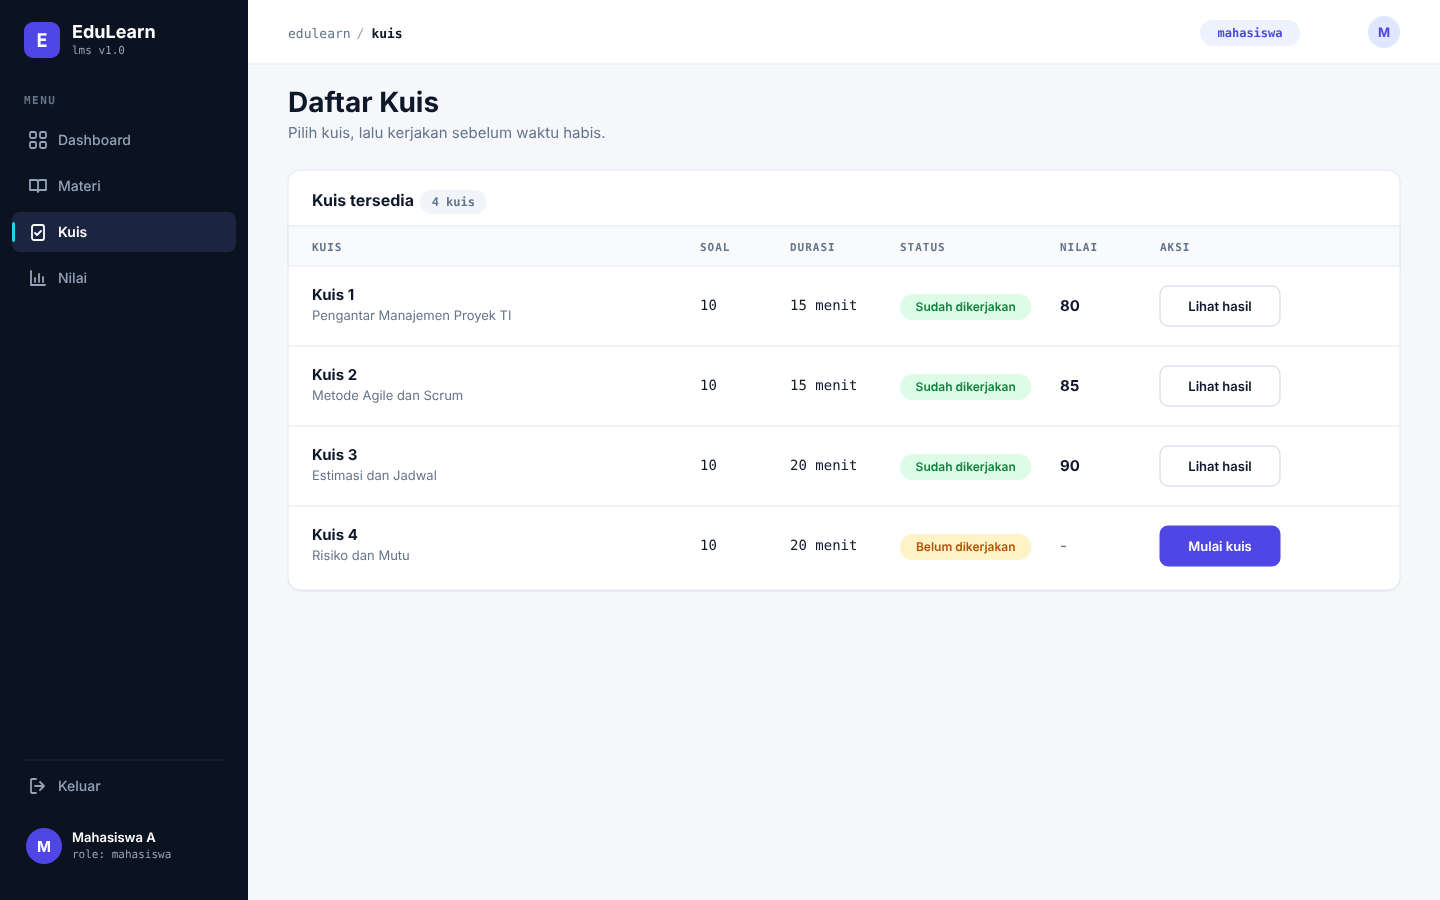 E
EduLearn
lms v1.0
MENU
Dashboard
Materi
Kuis
Nilai
Keluar
M
Mahasiswa A
role: mahasiswa
edulearn / kuis
mahasiswa
M
Daftar Kuis
Pilih kuis, lalu kerjakan sebelum waktu habis.
Kuis tersedia 4 kuis
KUIS SOAL DURASI STATUS NILAI AKSI
Kuis 1
Pengantar Manajemen Proyek TI
10 15 menit Sudah dikerjakan 80 Lihat hasil
Kuis 2
Metode Agile dan Scrum
10 15 menit Sudah dikerjakan 85 Lihat hasil
Kuis 3
Estimasi dan Jadwal
10 20 menit Sudah dikerjakan 90 Lihat hasil
Kuis 4
Risiko dan Mutu
10 20 menit Belum dikerjakan - Mulai kuis